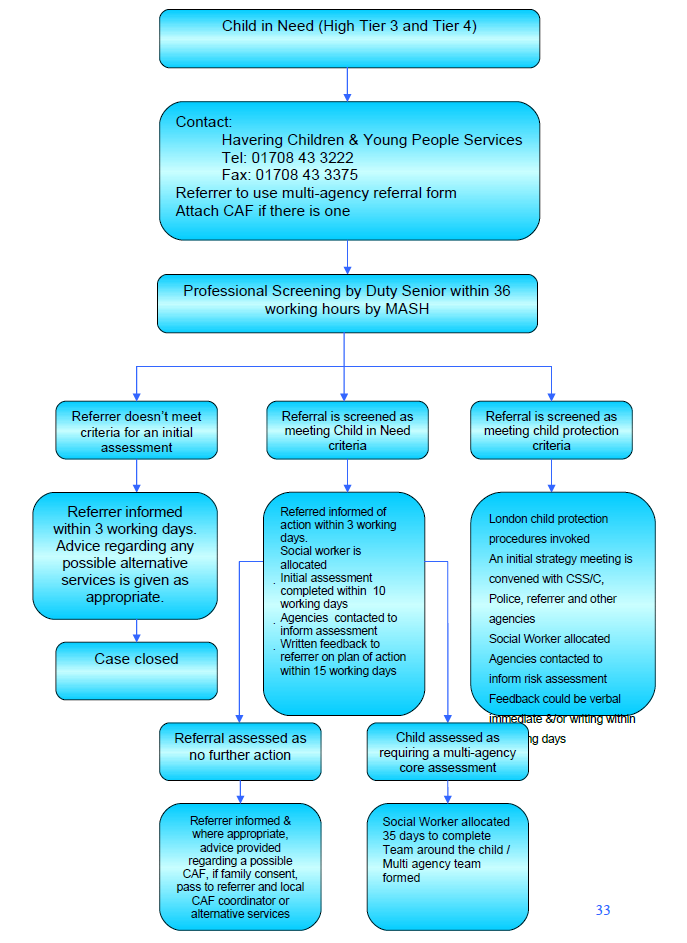 Child in Need (High Tier 3 and Tier 4)
Contact:
Havering Children & Young People Services
Tel: 01708 43 3222
Fax: 01708 43 3375
Referrer to use multi-agency referral form
Attach CAF if there is one
Professional Screening by Duty Senior within 36
working hours by MASH
Referrer doesn't meet
criteria for an initial
assessment
Referral is screened as
meeting Child in Need
criteria
Referral is screened as
meeting child protection
criteria
Referrer informed
within 3 working days.
Advice regarding any
possible alternative
services is given as
appropriate.
Case closed
Referred informed of
action within 3 working
days.
Social worker is
allocated
Initial assessment
completed within 10
working days
Agencies contacted to
inform assessment
Written feedback to
referrer on plan of action
within 15 working days
London child protection
procedures invoked
An initial strategy meeting is
convened with CSS/C,
Police, referrer and other
agencies
Social Worker allocated
Agencies contacted to
inform risk assessment
Feedback could be verbal
immediate &/or writing within
days
Referral assessed as
no further action
Child assessed as
requiring a multi-agency
core assessment
Referrer informed &
where appropriate,
advice provided
regarding a possible
CAF, if family consent,
pass to referrer and local
CAF coordinator or
alternative services
Social Worker allocated
35 days to complete
Team around the child /
Multi agency team
formed
33